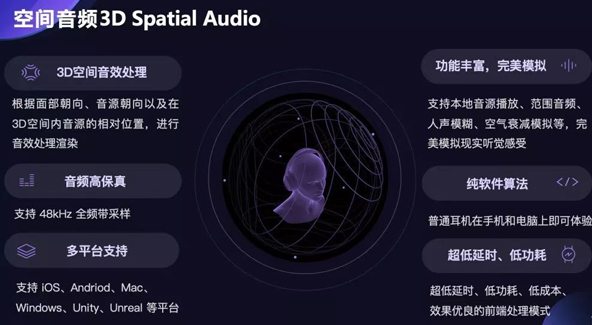 空间音频3D Spatial Audio
3D空间音效处理
根据面部朝向、音源朝向以及在
3D空间内音源的相对位置，进行
音效处理渲染
音频高保真
支持 48kHz 全频带采样
多平台支持
支持 iOS、Andriod、Mac、
Windows、Unity、Unreal 等平台
功能丰富，完美模拟
支持本地音源播放、范围音频、
人声模糊、空气衰减模拟等，完
美模拟现实听觉感受
纯软件算法
普通耳机在手机和电脑上即可体验
超低延时、低功耗
超低延时、低功耗、低成本、
效果优良的前端处理模式